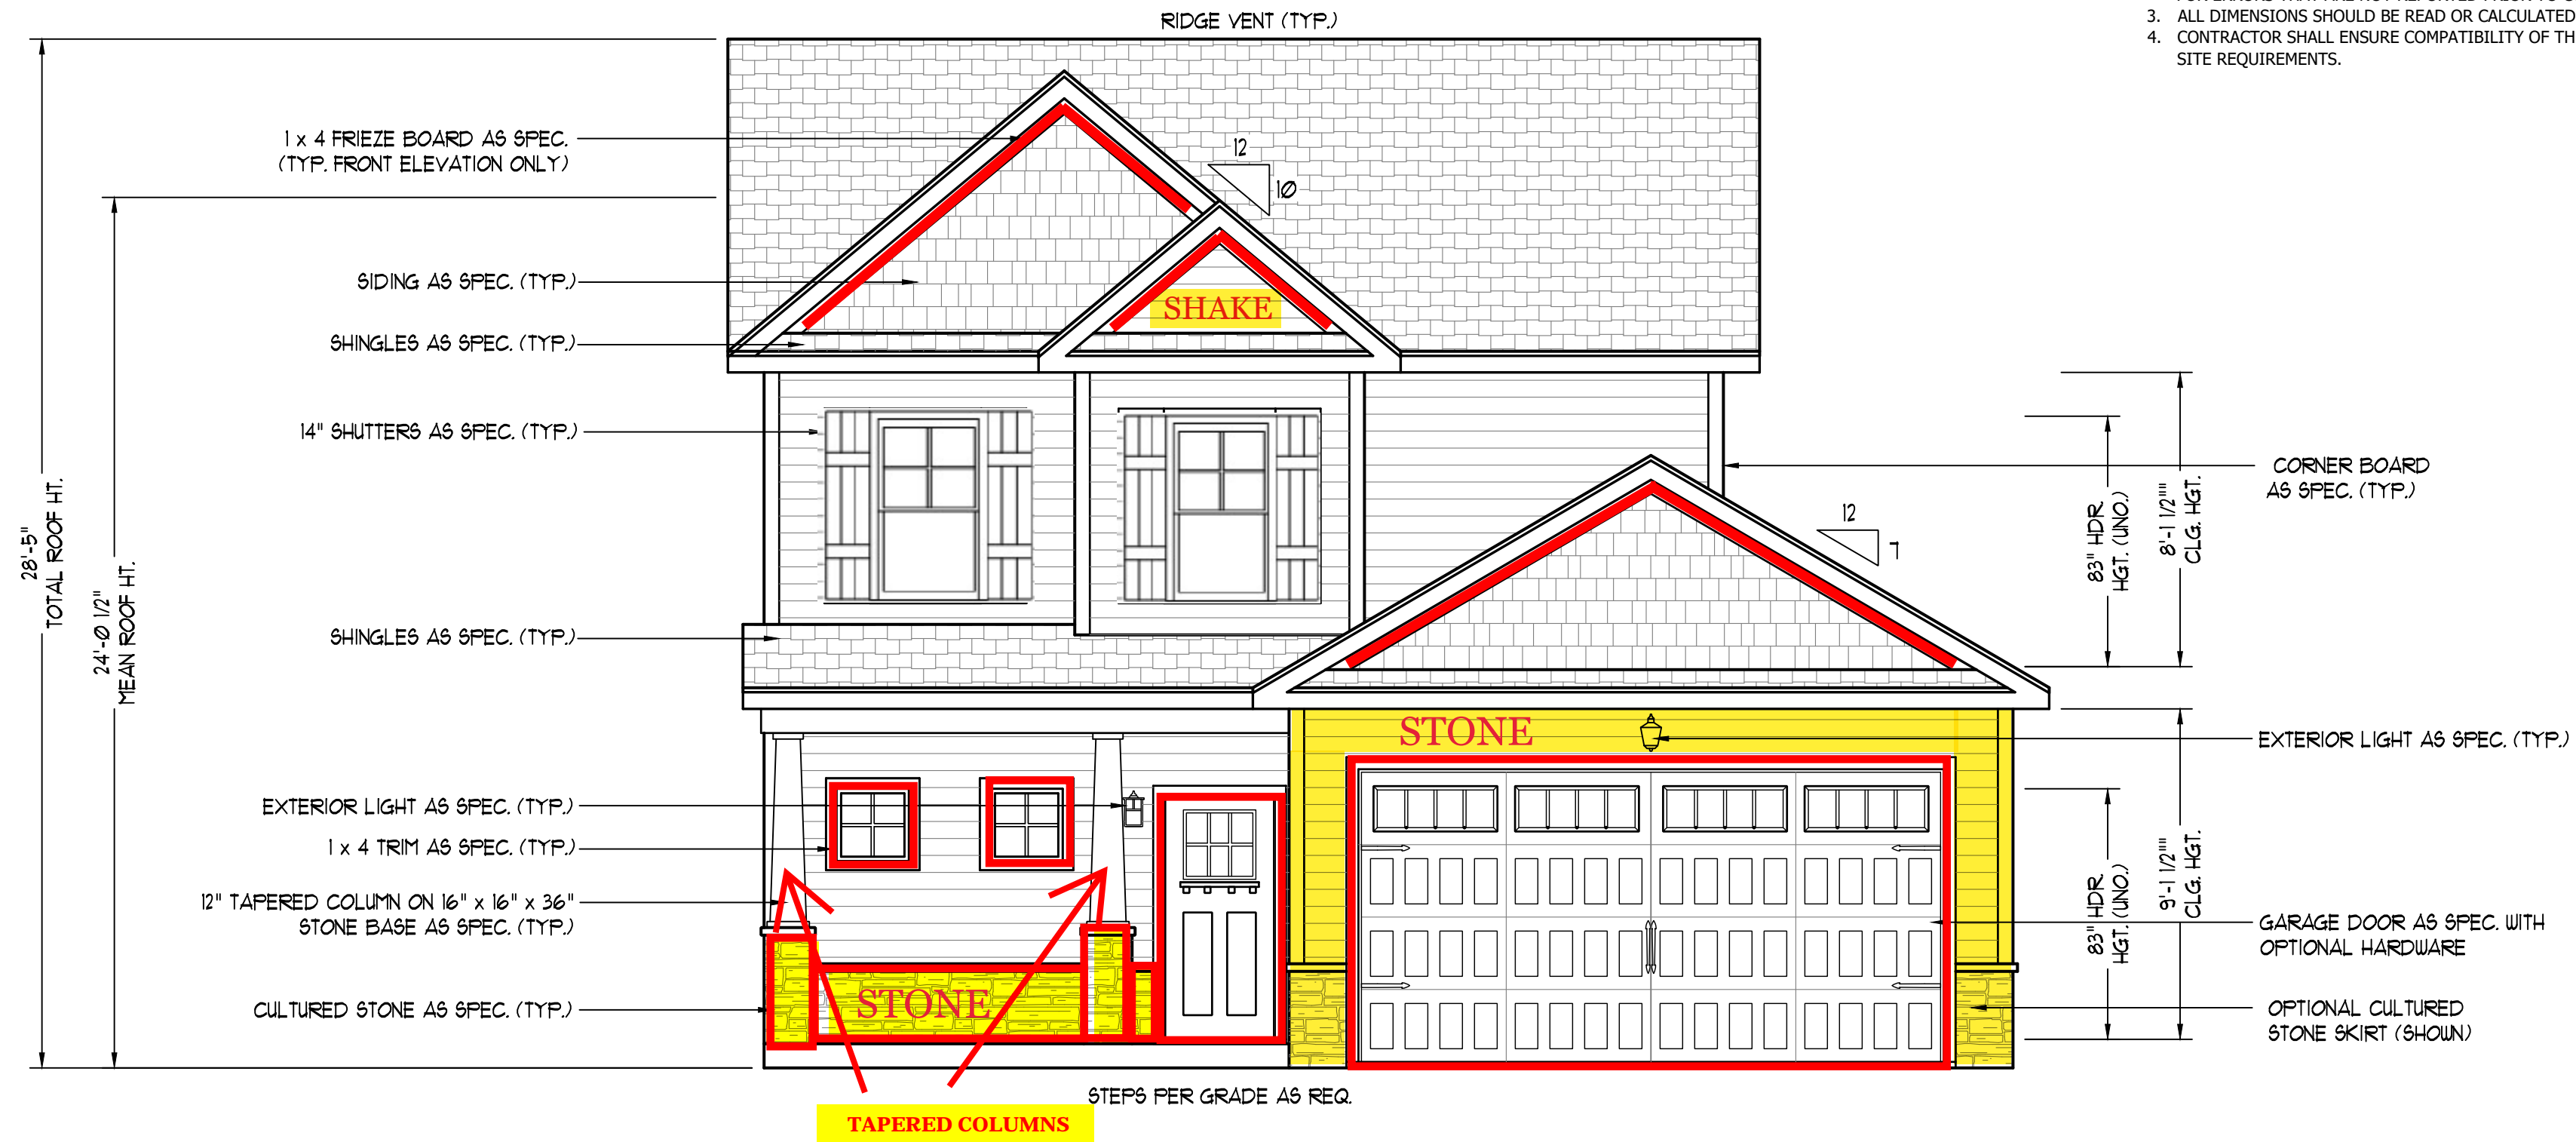 RIDGE VENT (TYP.)
3. ALL DIMENSIONS SHOULD BE READ OR CALCULATED
4. CONTRACTOR SHALL ENSURE COMPATIBILITY OF TH
SITE REQUIREMENTS.
1 x 4 FRIEZE BOARD AS SPEC.
(TYP. FRONT ELEVATION ONLY)
12
10
SIDING AS SPEC. (TYP.)
SHAKE
SHINGLES AS SPEC. (TYP.)
14" SHUTTERS AS SPEC. (TYP.)
CORNER BOARD
AS SPEC. (TYP.)
28'-5"
TOTAL ROOF HT.
24'-0 1/2"
MEAN ROOF HT.
83" HDR.
HGT. (UNO.)
8'-1 1/2""
CLG. HGT.
12
7
SHINGLES AS SPEC. (TYP.)
STONE
EXTERIOR LIGHT AS SPEC. (TYP.)
EXTERIOR LIGHT AS SPEC. (TYP.)
1 x 4 TRIM AS SPEC. (TYP.)
12" TAPERED COLUMN ON 16" x 16" x 36"
STONE BASE AS SPEC. (TYP.)
83" HDR.
HGT. (UNO.)
9'-1 1/2""
CLG. HGT.
GARAGE DOOR AS SPEC. WITH
OPTIONAL HARDWARE
STONE
CULTURED STONE AS SPEC. (TYP.)
OPTIONAL CULTURED
STONE SKIRT (SHOWN)
STEPS PER GRADE AS REQ.
TAPERED COLUMNS